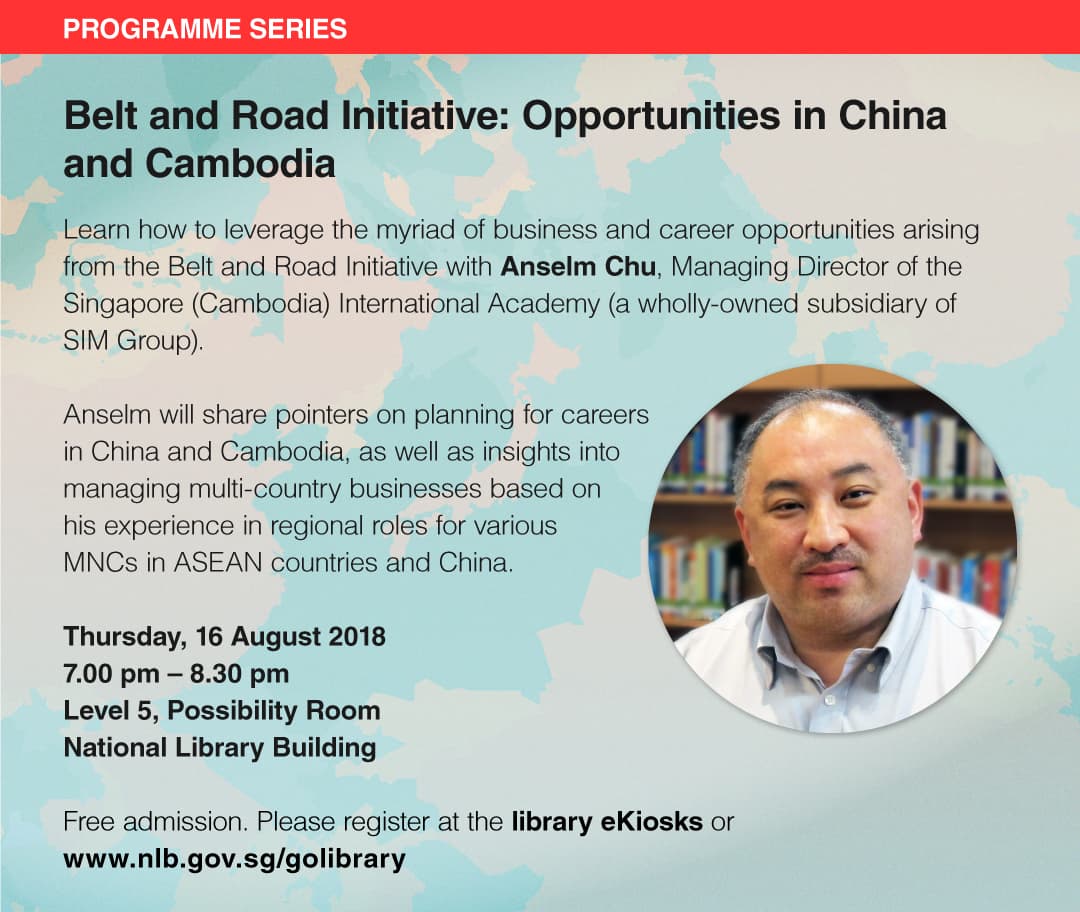 PROGRAMME SERIES
Belt and Road Initiative: Opportunities in China
and Cambodia
Learn how to leverage the myriad of business and career opportunities arising
from the Belt and Road Initiative with Anselm Chu, Managing Director of the
Singapore (Cambodia) International Academy (a wholly-owned subsidiary of
SIM Group).
Anselm will share pointers on planning for careers
in China and Cambodia, as well as insights into
managing multi-country businesses based on
his experience in regional roles for various
MNCs in ASEAN countries and China.
Thursday, 16 August 2018
7.00 pm – 8.30 pm
Level 5, Possibility Room
National Library Building
Free admission. Please register at the library eKiosks or
www.nlb.gov.sg/golibrary